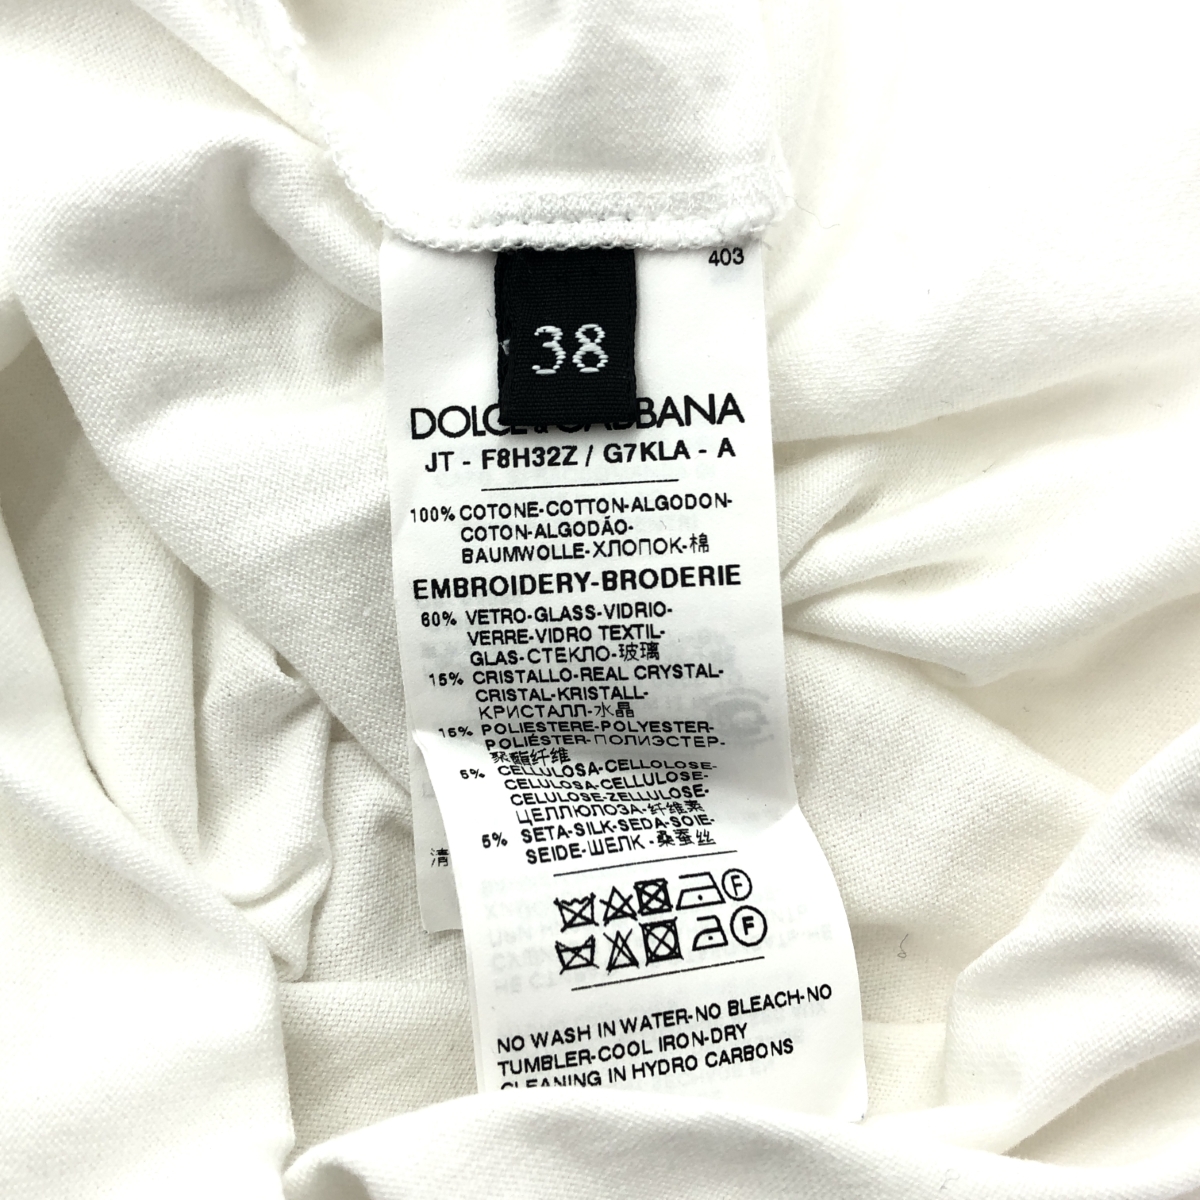 403
38
DOLCE & GABBANA
JT - F8H32Z / G7KLA - A
100% COTONE-COTTON-ALGODON-
COTON-ALGODÃO-
BAUMWOLLE-ХЛОПОК-棉
EMBROIDERY-BRODERIE
60% VETRO-GLASS-VIDRIO-
VERRE-VIDRO TEXTIL-
GLAS-СТЕКЛО-玻璃
15% CRISTALLO-REAL CRYSTAL-
CRISTAL-KRISTALL-
КРИСТАЛЛ-水晶
15% POLIESTERE-POLYESTER-
POLIÉSTER-ПОЛИЭСТЕР-
聚酯纤维
5% CELLULOSA-CELLOLOSE-
CELULOSA-CELLULOSE-
CELULOSE-ZELLULOSE-
ЦЕЛЛЮЛОЗА-纤维素
5% SETA-SILK-SEDA-SOIE-
SEIDE-ШЕЛК-桑蚕丝
清
F
F
NO WASH IN WATER-NO BLEACH-NO
TUMBLER-COOL IRON-DRY
CLEANING IN HYDRO CARBONS